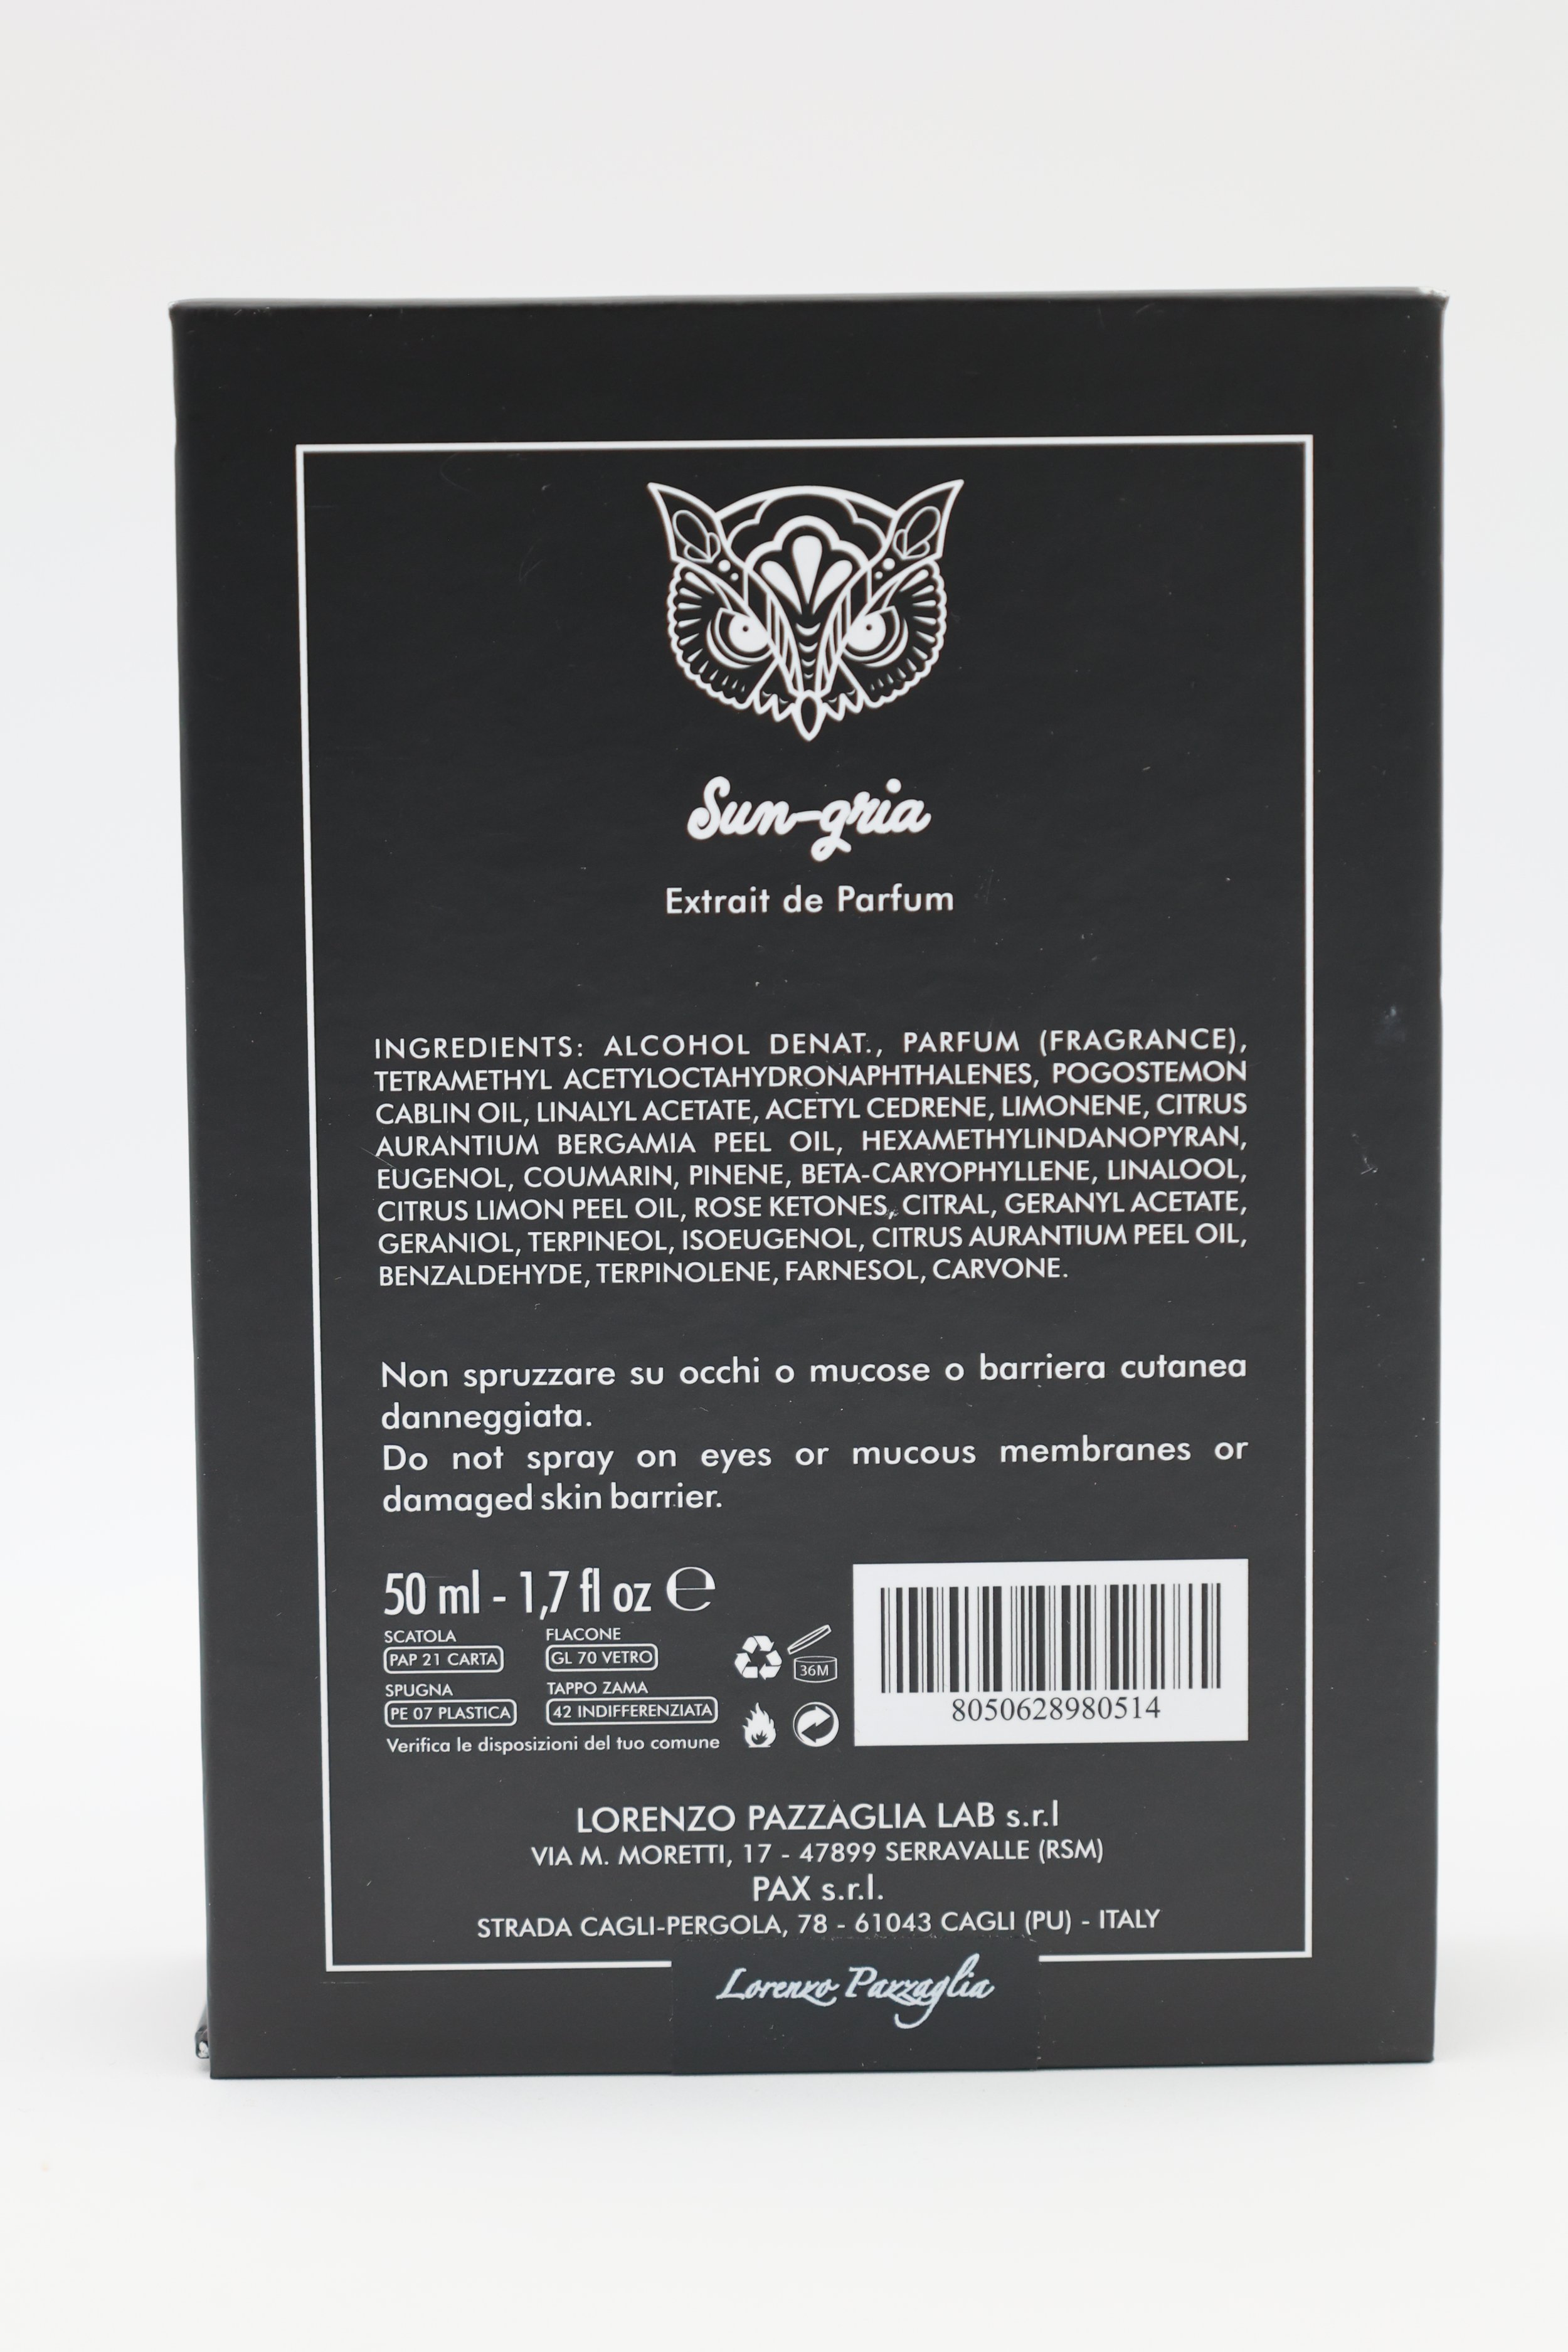 Sun-gria
Extrait de Parfum
INGREDIENTS: ALCOHOL DENAT., PARFUM (FRAGRANCE),
TETRAMETHYL ACETYLOCTAHYDRONAPHTHALENES, POGOSTEMON
CABLIN OIL, LINALYL ACETATE, ACETYL CEDRENE, LIMONENE, CITRUS
AURANTIUM BERGAMIA PEEL OIL, HEXAMETHYLINDANOPYRAN,
EUGENOL, COUMARIN, PINENE, BETA-CARYOPHYLLENE, LINALOOL,
CITRUS LIMON PEEL OIL, ROSE KETONES, CITRAL, GERANYL ACETATE,
GERANIOL, TERPINEOL, ISOEUGENOL, CITRUS AURANTIUM PEEL OIL,
BENZALDEHYDE, TERPINOLENE, FARNESOL, CARVONE.
Non spruzzare su occhi o mucose o barriera cutanea
danneggiata.
Do not spray on eyes or mucous membranes or
damaged skin barrier.
50 ml - 1,7 fl oz ℮
SCATOLA FLACONE
PAP 21 CARTA GL 70 VETRO
SPUGNA TAPPO ZAMA
PE 07 PLASTICA 42 INDIFFERENZIATA
Verifica le disposizioni del tuo comune
36M
8050628980514
LORENZO PAZZAGLIA LAB s.r.l
VIA M. MORETTI, 17 - 47899 SERRAVALLE (RSM)
PAX s.r.l.
STRADA CAGLI-PERGOLA, 78 - 61043 CAGLI (PU) - ITALY
Lorenzo Pazzaglia